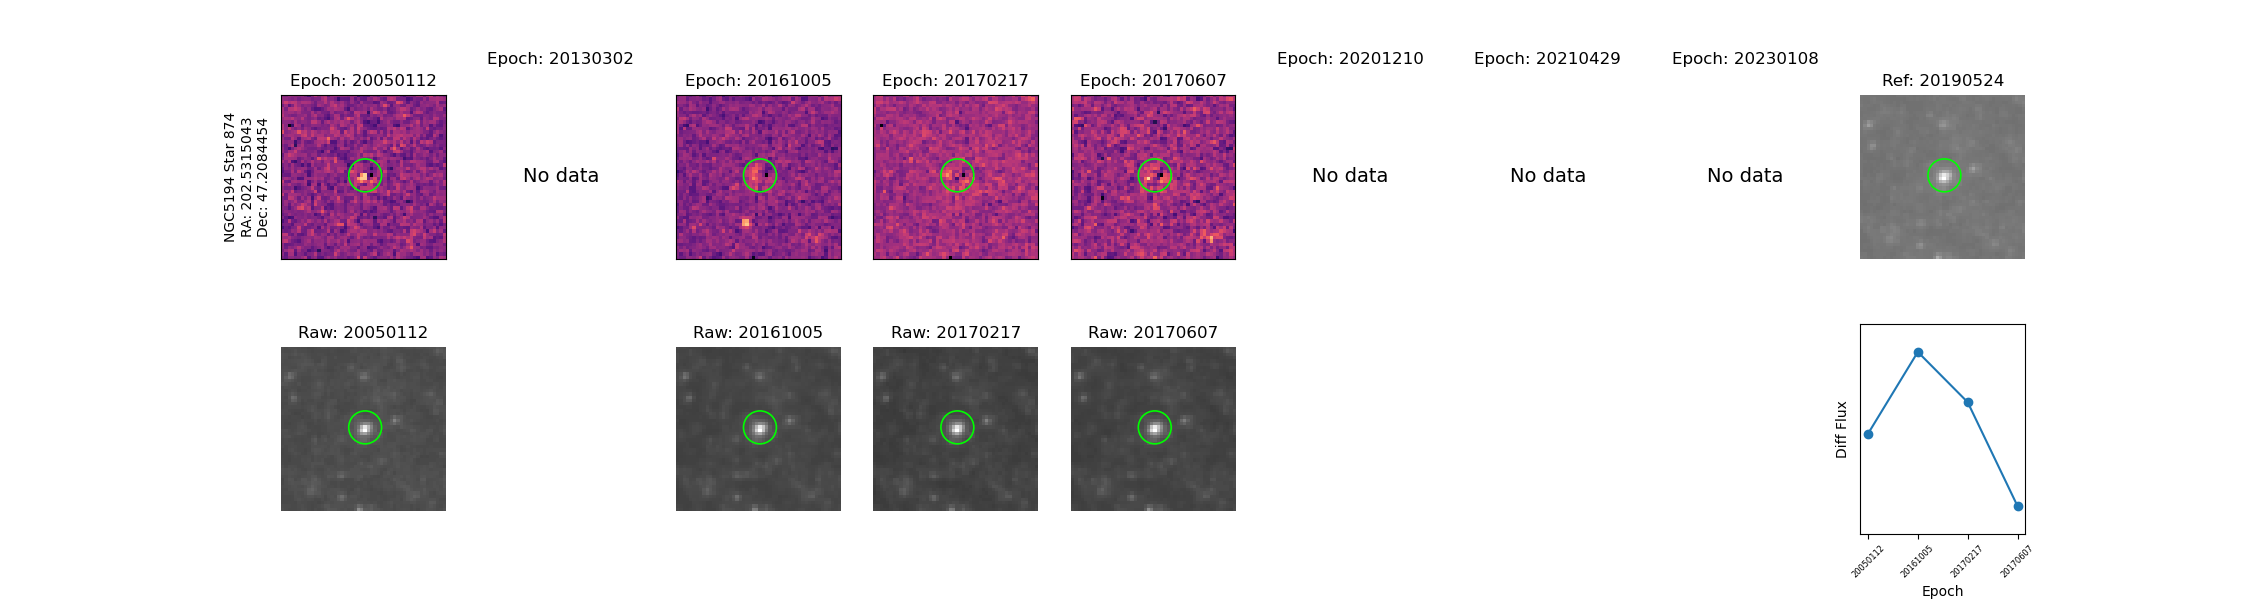 Epoch: 20130302
Epoch: 20201210
Epoch: 20210429
Epoch: 20230108
Epoch: 20050112
Epoch: 20161005
Epoch: 20170217
Epoch: 20170607
Ref: 20190524
NGC5194 Star 874
RA: 202.5315043
Dec: 47.2084454
No data
No data
No data
No data
Raw: 20050112
Raw: 20161005
Raw: 20170217
Raw: 20170607
Diff Flux
20050112
20161005
20170217
20170607
Epoch